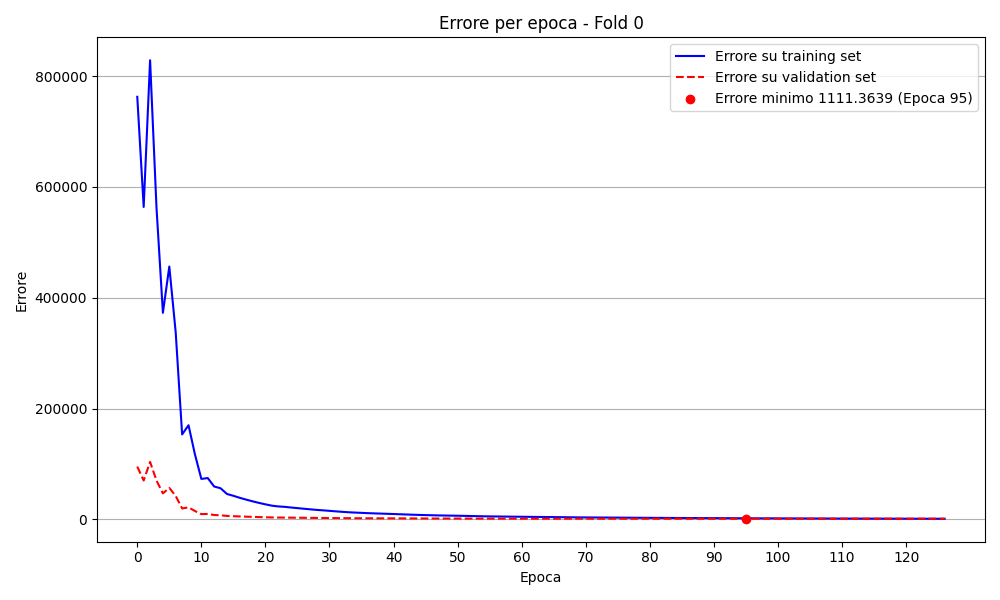 Errore per epoca - Fold 0
Errore su training set
Errore su validation set
Errore minimo 1111.3639 (Epoca 95)
Errore
800000
600000
400000
200000
0
0 10 20 30 40 50 60 70 80 90 100 110 120
Epoca